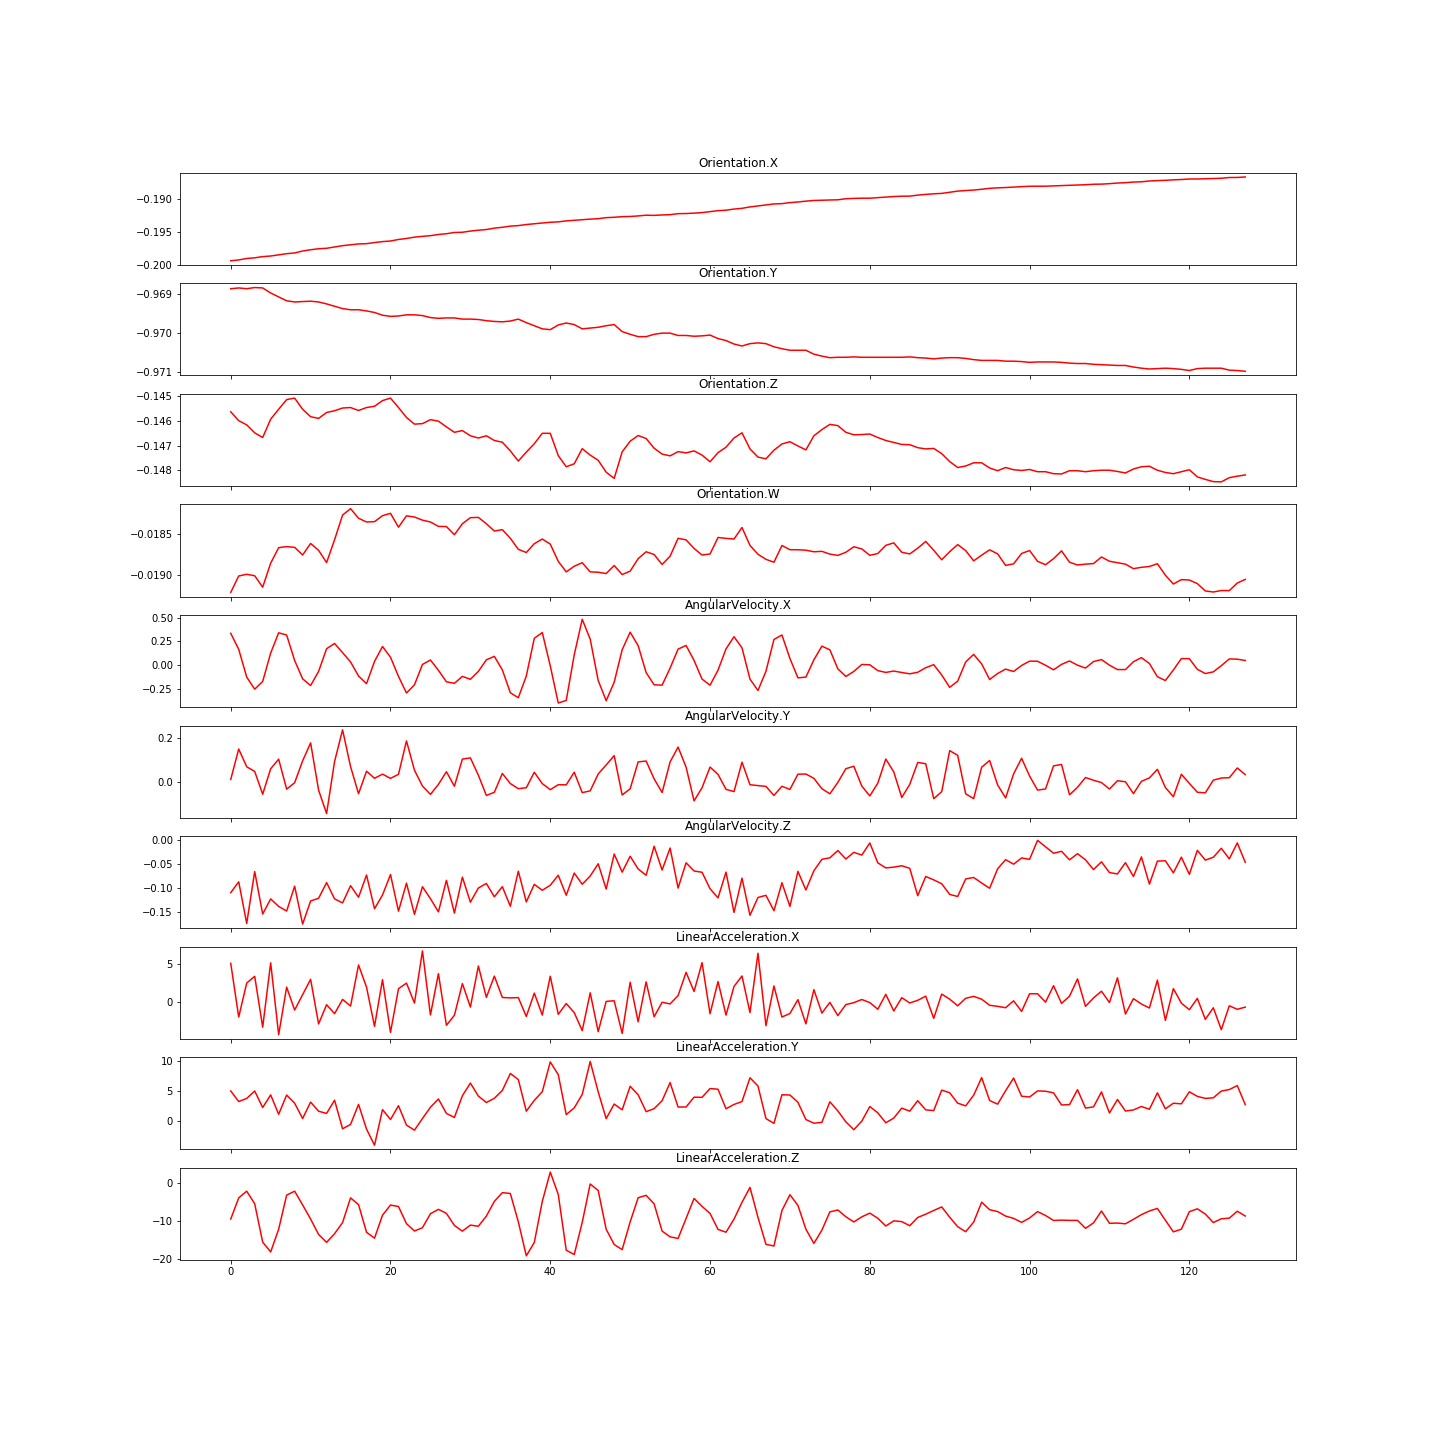 Orientation.X
−0.190
−0.195
−0.200
Orientation.Y
−0.969
−0.970
−0.971
Orientation.Z
−0.145
−0.146
−0.147
−0.148
Orientation.W
−0.0185
−0.0190
AngularVelocity.X
0.50
0.25
0.00
−0.25
AngularVelocity.Y
0.2
0.0
AngularVelocity.Z
0.00
−0.05
−0.10
−0.15
LinearAcceleration.X
5
0
LinearAcceleration.Y
10
5
0
LinearAcceleration.Z
0
−10
−20
0 20 40 60 80 100 120